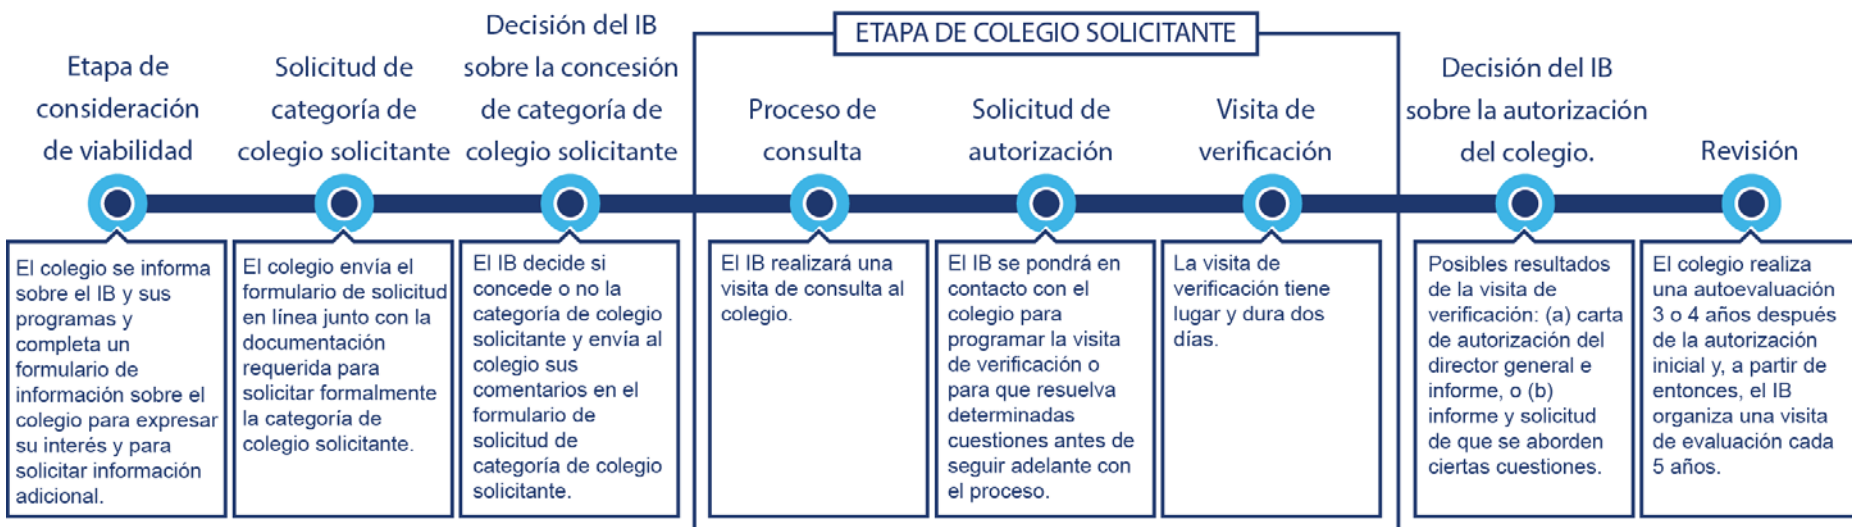 ETAPA DE COLEGIO SOLICITANTE
Etapa de
consideración
de viabilidad
El colegio se informa
sobre el IB y sus
programas y
completa un
formulario de
información sobre el
colegio para expresar
su interés y para
solicitar información
adicional.
Solicitud de
categoría de
colegio solicitante
El colegio envía el
formulario de solicitud
en línea junto con la
documentación
requerida para
solicitar formalmente
la categoría de
colegio solicitante.
Decisión del IB
sobre la concesión
de categoría de
colegio solicitante
El IB decide si
concede o no la
categoría de colegio
solicitante y envía al
colegio sus
comentarios en el
formulario de
solicitud de
categoría de colegio
solicitante.
Proceso de
consulta
El IB realizará una
visita de consulta al
colegio.
Solicitud de
autorización
El IB se pondrá en
contacto con el
colegio para
programar la visita
de verificación o
para que resuelva
determinadas
cuestiones antes de
seguir adelante con
el proceso.
Visita de
verificación
La visita de
verificación tiene
lugar y dura dos
días.
Decisión del IB
sobre la autorización
del colegio.
Posibles resultados
de la visita de
verificación: (a) carta
de autorización del
director general e
informe, o (b)
informe y solicitud
de que se aborden
ciertas cuestiones.
Revisión
El colegio realiza
una autoevaluación
3 o 4 años después
de la autorización
inicial y, a partir de
entonces, el IB
organiza una visita
de evaluación cada
5 años.